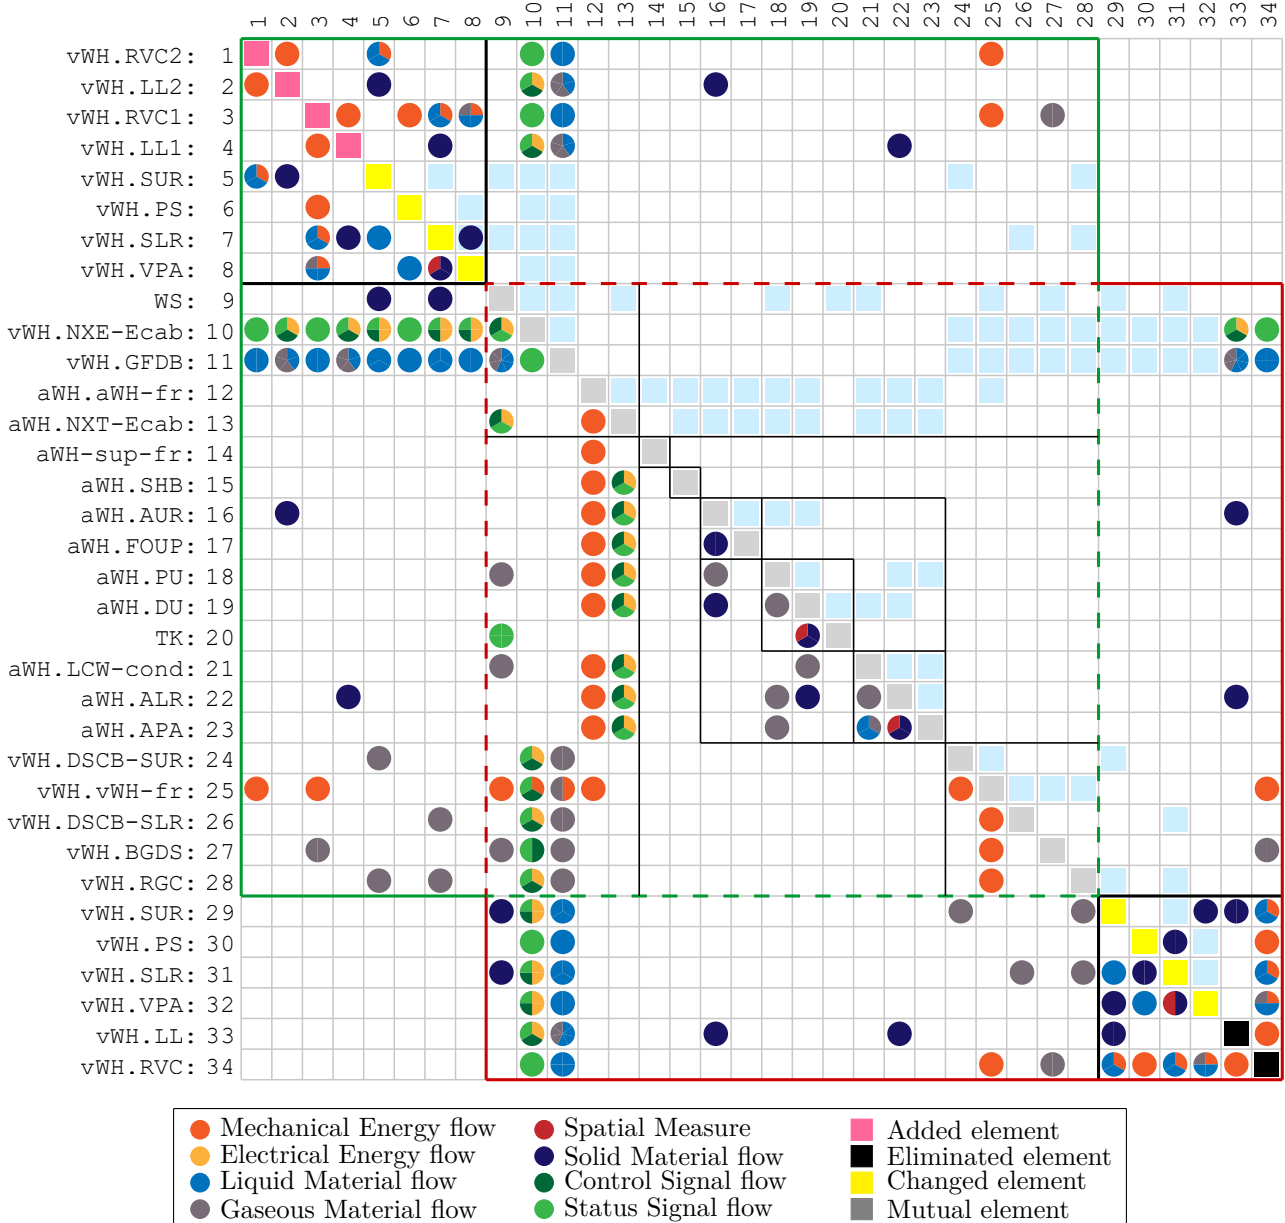 1 2 3 4 5 6 7 8 9 10 11 12 13 14 15 16 17 18 19 20 21 22 23 24 25 26 27 28 29 30 31 32 33 34
vWH.RVC2: 1
vWH.LL2: 2
vWH.RVC1: 3
vWH.LL1: 4
vWH.SUR: 5
vWH.PS: 6
vWH.SLR: 7
vWH.VPA: 8
WS: 9
vWH.NXE-Ecab: 10
vWH.GFDB: 11
aWH.aWH-fr: 12
aWH.NXT-Ecab: 13
aWH-sup-fr: 14
aWH.SHB: 15
aWH.AUR: 16
aWH.FOUP: 17
aWH.PU: 18
aWH.DU: 19
TK: 20
aWH.LCW-cond: 21
aWH.ALR: 22
aWH.APA: 23
vWH.DSCB-SUR: 24
vWH.vWH-fr: 25
vWH.DSCB-SLR: 26
vWH.BGDS: 27
vWH.RGC: 28
vWH.SUR: 29
vWH.PS: 30
vWH.SLR: 31
vWH.VPA: 32
vWH.LL: 33
vWH.RVC: 34
Mechanical Energy flow Spatial Measure Added element
Electrical Energy flow Solid Material flow Eliminated element
Liquid Material flow Control Signal flow Changed element
Gaseous Material flow Status Signal flow Mutual element